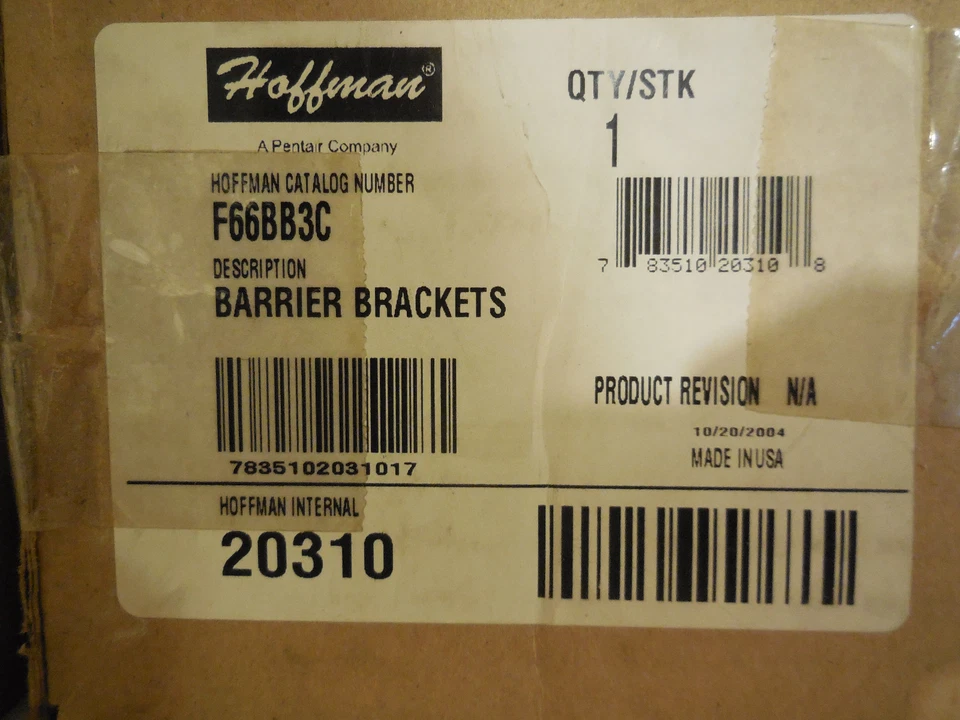 Hoffman®
A Pentair Company
QTY/STK
1
HOFFMAN CATALOG NUMBER
F66BB3C
7 83510 20310 8
DESCRIPTION
BARRIER BRACKETS
PRODUCT REVISION N/A
10/20/2004
MADE IN USA
7835102031017
HOFFMAN INTERNAL
20310